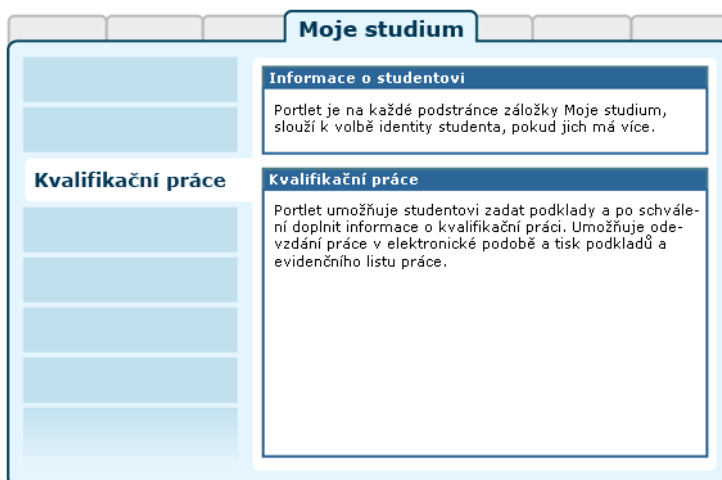 Moje studium
Informace o studentovi
Portlet je na každé podstránce záložky Moje studium,
slouží k volbě identity studenta, pokud jich má více.
Kvalifikační práce
Kvalifikační práce
Portlet umožňuje studentovi zadat podklady a po schvále-
ní doplnit informace o kvalifikační práci. Umožňuje ode-
vzdání práce v elektronické podobě a tisk podkladů a
evidenčního listu práce.